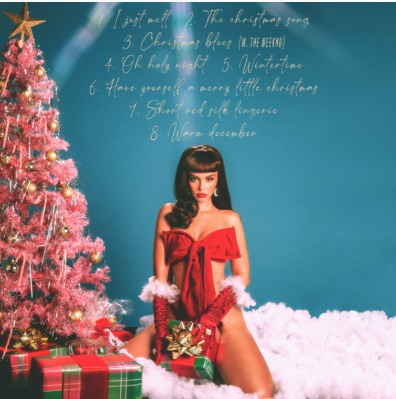 1. I just melt 2. The christmas song
3. Christmas blues (W. THE WEEKND)
4. Oh holy night 5. Wintertime
6. Have yourself a merry little christmas
7. Short red silk lingerie
8. Warm december